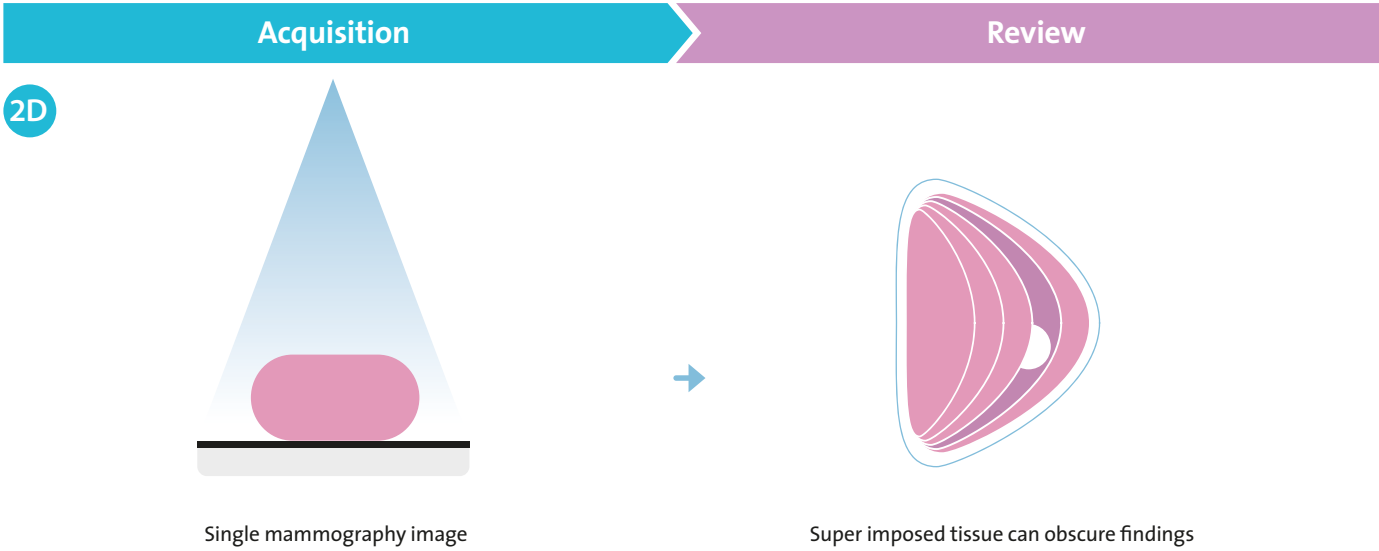 Acquisition
Review
2D
Single mammography image
Super imposed tissue can obscure findings